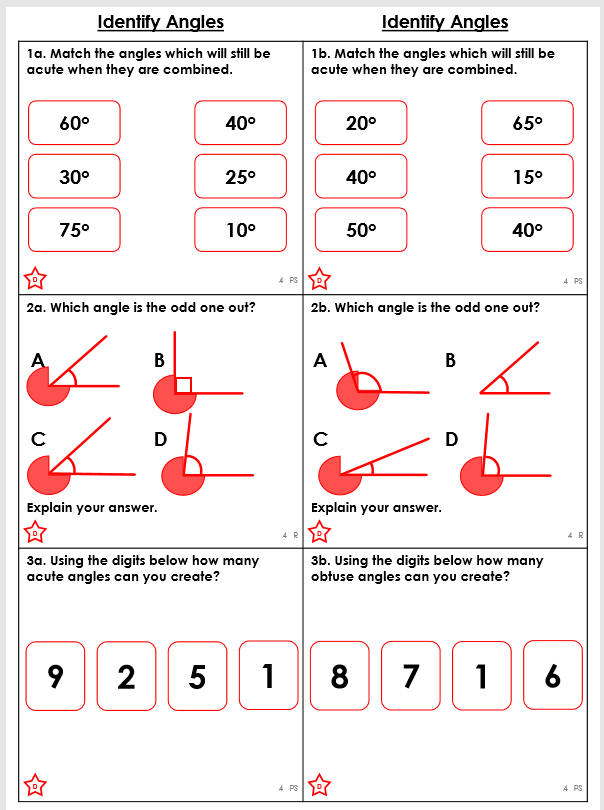 Identify Angles
Identify Angles
1a. Match the angles which will still be
acute when they are combined.
60°
40°
30°
25°
75°
10°
D
4 PS
1b. Match the angles which will still be
acute when they are combined.
20°
65°
40°
15°
50°
40°
D
4 PS
2a. Which angle is the odd one out?
A
B
C
D
Explain your answer.
D
4 R
2b. Which angle is the odd one out?
A
B
C
D
Explain your answer.
D
4 R
3a. Using the digits below how many
acute angles can you create?
9 2 5 1
D
4 PS
3b. Using the digits below how many
obtuse angles can you create?
8 7 1 6
D
4 PS